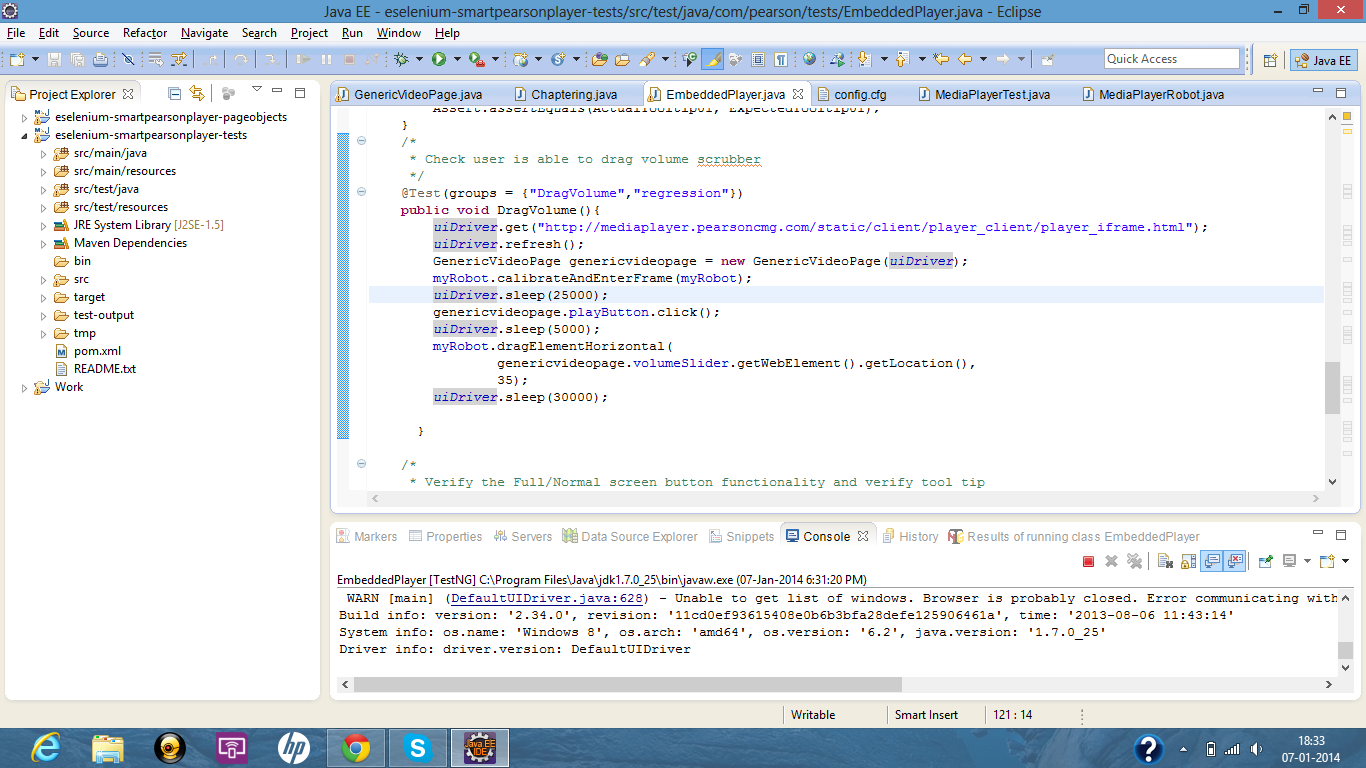 Java EE - eselenium-smartpearsonplayer-tests/src/test/java/com/pearson/tests/EmbeddedPlayer.java - Eclipse
File Edit Source Refactor Navigate Search Project Run Window Help
Quick Access
Java EE
Project Explorer
eselenium-smartpearsonplayer-pageobjects
eselenium-smartpearsonplayer-tests
src/main/java
src/main/resources
src/test/java
src/test/resources
JRE System Library [J2SE-1.5]
Maven Dependencies
bin
src
target
test-output
tmp
pom.xml
README.txt
Work
GenericVideoPage.java Chaptering.java EmbeddedPlayer.java config.cfg MediaPlayerTest.java MediaPlayerRobot.java
}
/*
* Check user is able to drag volume scrubber
*/
@Test(groups = {"DragVolume","regression"})
public void DragVolume(){
uiDriver.get("http://mediaplayer.pearsoncmg.com/static/client/player_client/player_iframe.html");
uiDriver.refresh();
GenericVideoPage genericvideopage = new GenericVideoPage(uiDriver);
myRobot.calibrateAndEnterFrame(myRobot);
uiDriver.sleep(25000);
genericvideopage.playButton.click();
uiDriver.sleep(5000);
myRobot.dragElementHorizontal(
genericvideopage.volumeSlider.getWebElement().getLocation(),
35);
uiDriver.sleep(30000);
}
/*
* Verify the Full/Normal screen button functionality and verify tool tip
Markers Properties Servers Data Source Explorer Snippets Console History Results of running class EmbeddedPlayer
EmbeddedPlayer [TestNG] C:\Program Files\Java\jdk1.7.0_25\bin\javaw.exe (07-Jan-2014 6:31:20 PM)
WARN [main] (DefaultUIDriver.java:628) - Unable to get list of windows. Browser is probably closed. Error communicating with
Build info: version: '2.34.0', revision: '11cd0ef93615408e0b6b3bfa28defe125906461a', time: '2013-08-06 11:43:14'
System info: os.name: 'Windows 8', os.arch: 'amd64', os.version: '6.2', java.version: '1.7.0_25'
Driver info: driver.version: DefaultUIDriver
Writable Smart Insert 121 : 14
hp
Java EE
IDE
18:33
07-01-2014